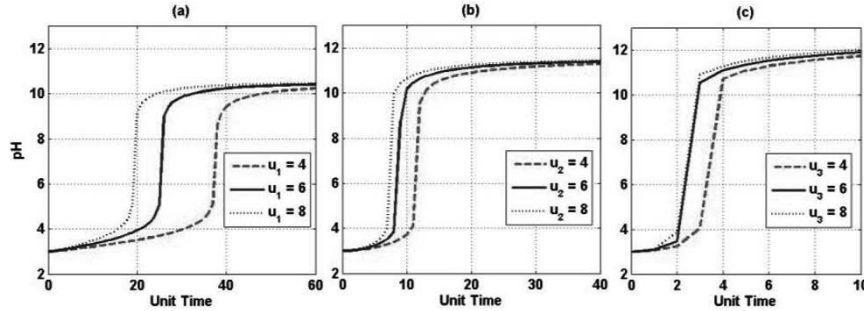 (a)
pH
12
10
8
6
4
2
0 20 40 60
Unit Time
u₁ = 4
u₁ = 6
u₁ = 8
(b)
12
10
8
6
4
2
0 10 20 30 40
Unit Time
u₂ = 4
u₂ = 6
u₂ = 8
(c)
12
10
8
6
4
2
0 2 4 6 8 10
Unit Time
u₃ = 4
u₃ = 6
u₃ = 8